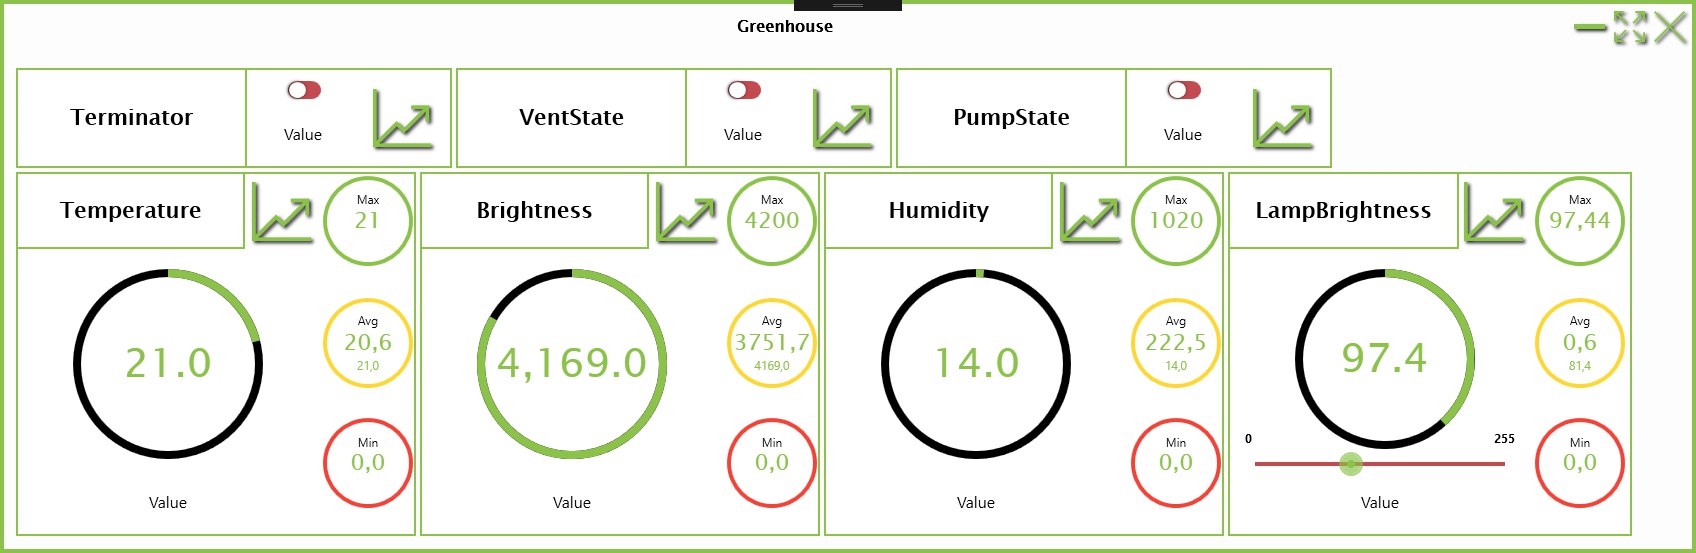 Greenhouse
Terminator
Value
VentState
Value
PumpState
Value
Temperature
Max
21
21.0
Avg
20,6
21,0
Min
0,0
Value
Brightness
Max
4200
4,169.0
Avg
3751,7
4169,0
Min
0,0
Value
Humidity
Max
1020
14.0
Avg
222,5
14,0
Min
0,0
Value
LampBrightness
Max
97,44
97.4
Avg
0,6
81,4
0
255
Min
0,0
Value